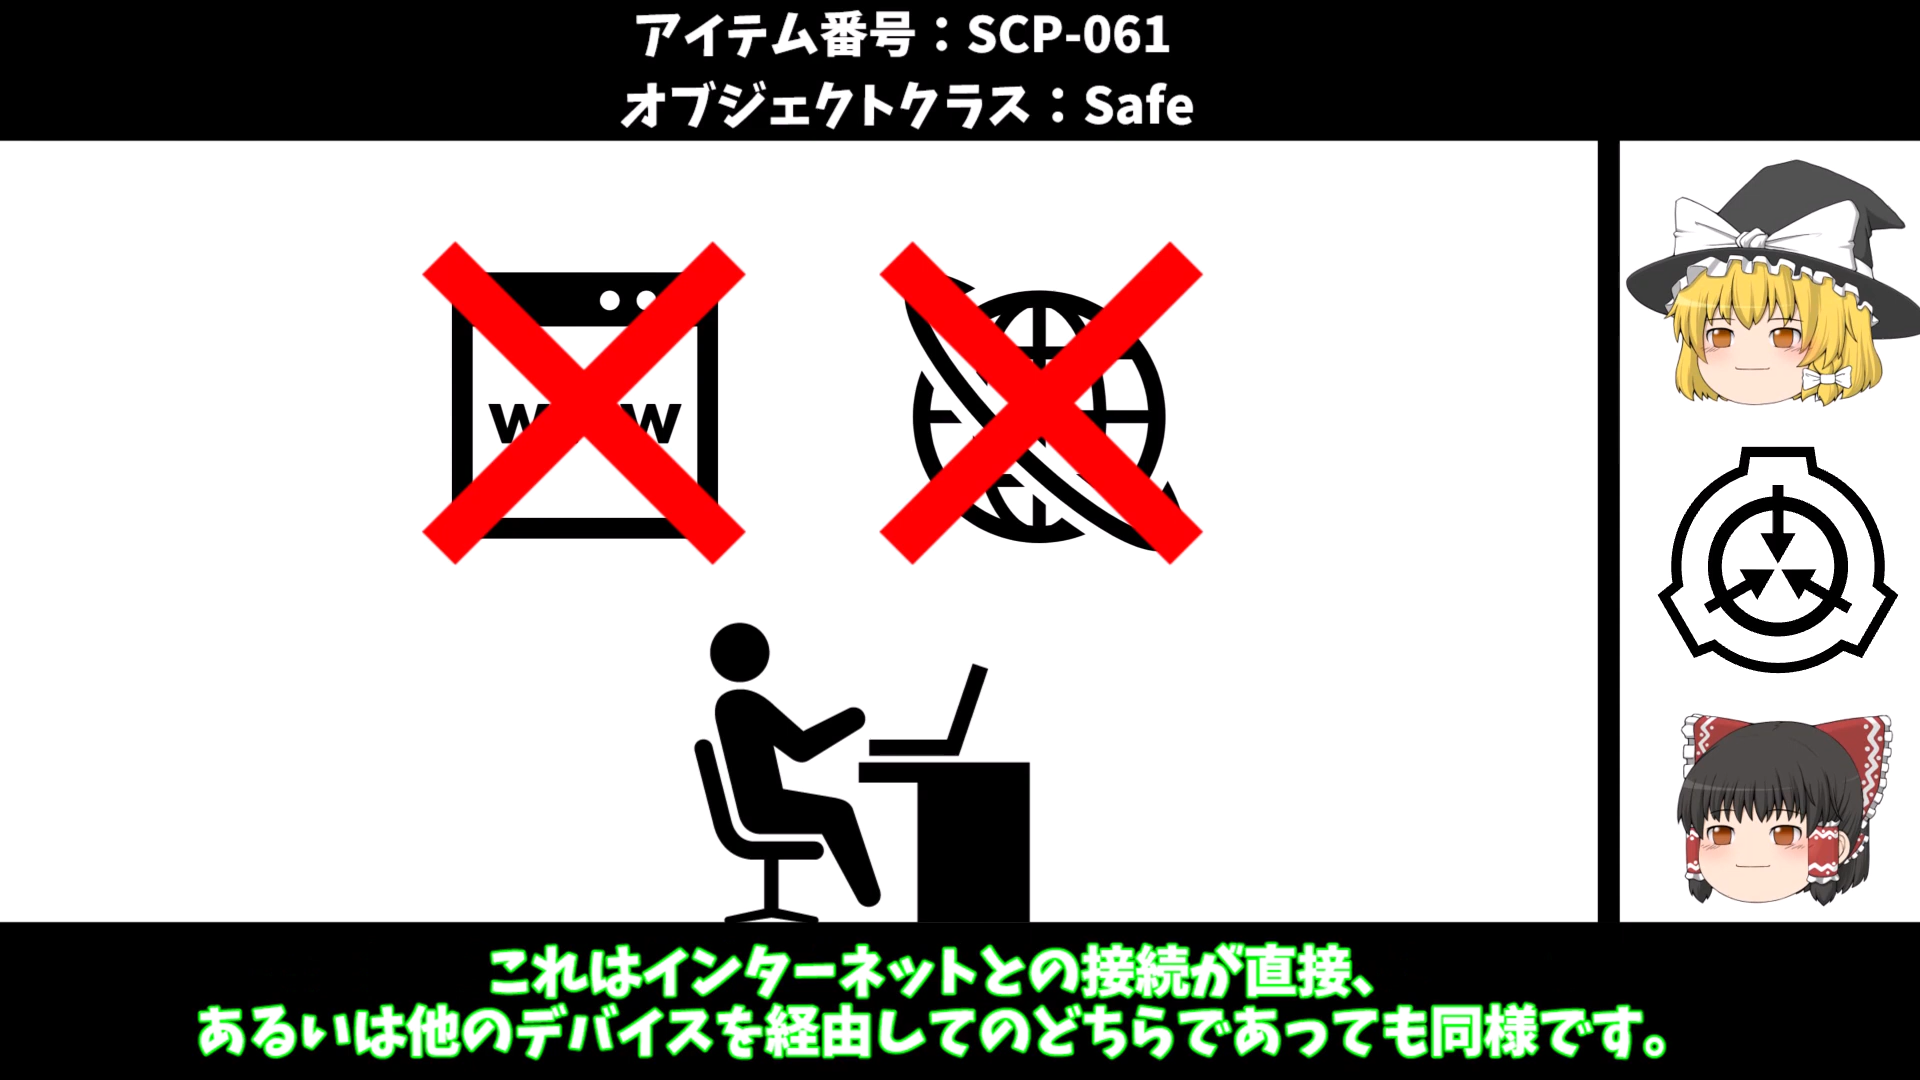 アイテム番号：SCP-061
オブジェクトクラス：Safe
www
これはインターネットとの接続が直接、
あるいは他のデバイスを経由してのどちらであっても同様です。